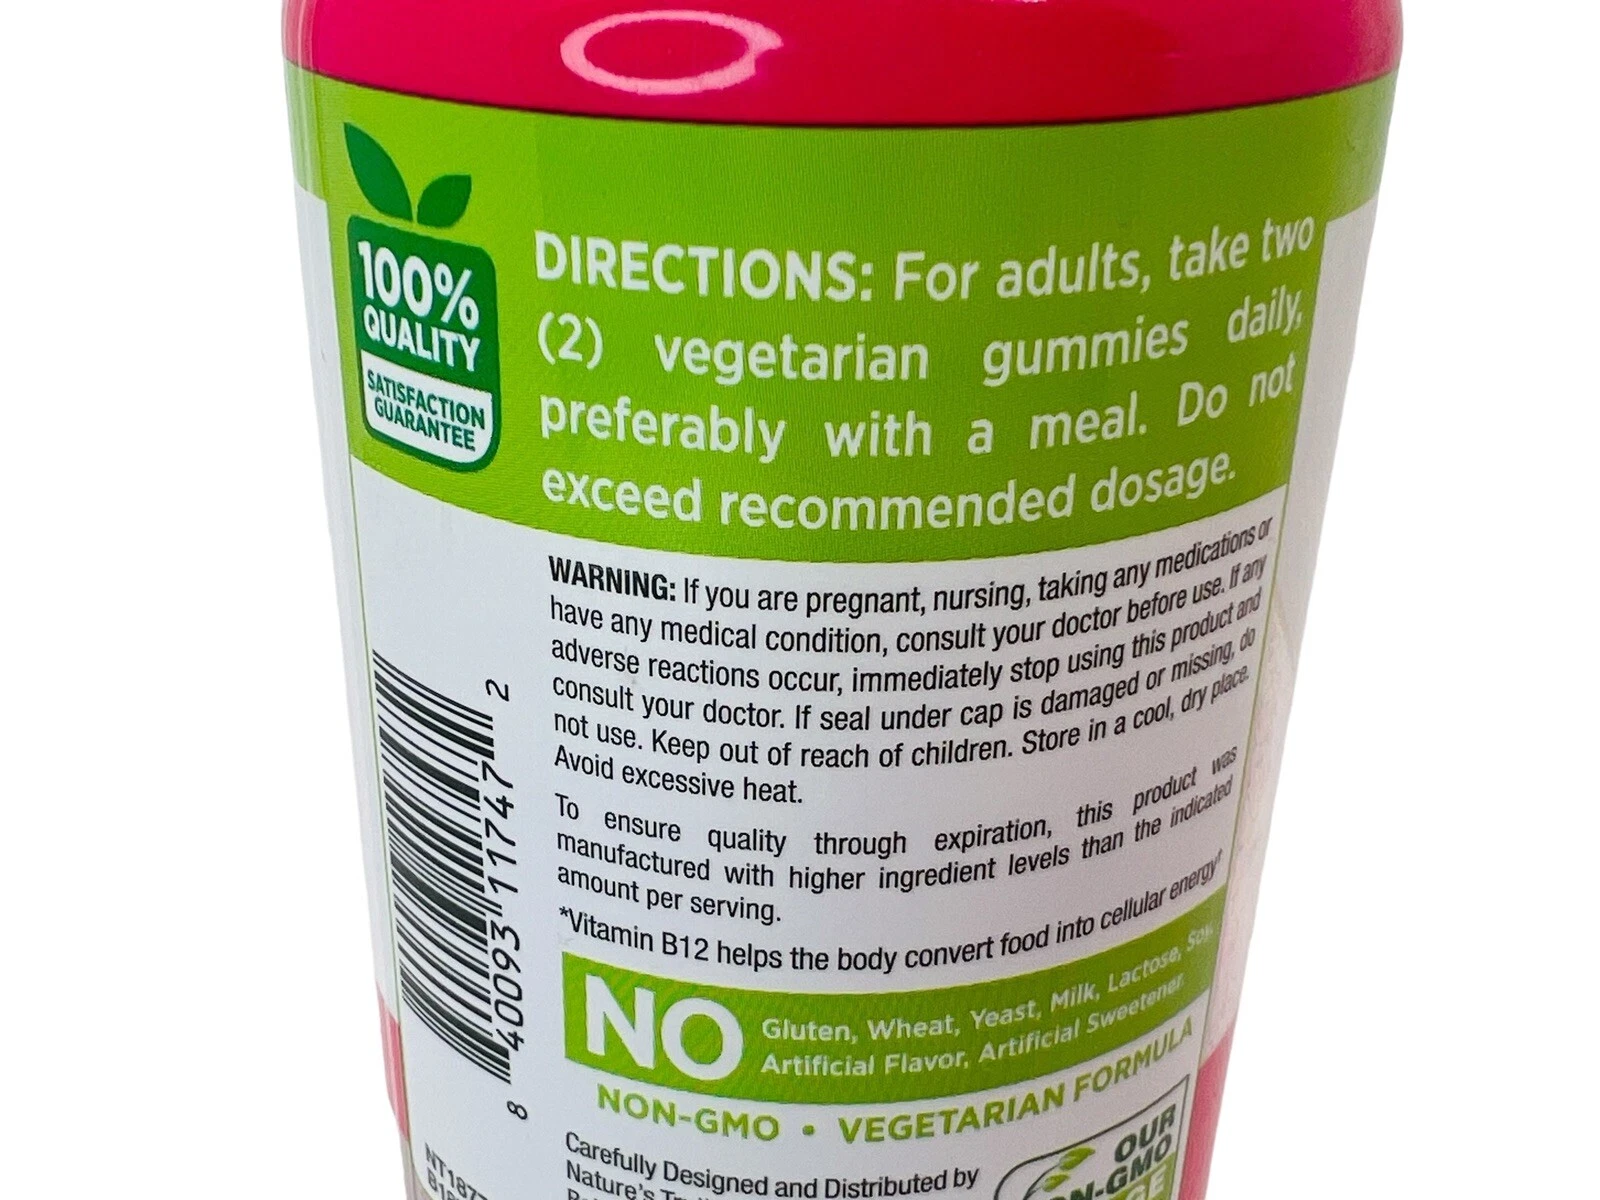 100%
QUALITY
SATISFACTION
GUARANTEE
DIRECTIONS: For adults, take two
(2) vegetarian gummies daily,
preferably with a meal. Do not
exceed recommended dosage.
WARNING: If you are pregnant, nursing, taking any medications or
have any medical condition, consult your doctor before use. If any
adverse reactions occur, immediately stop using this product and
consult your doctor. If seal under cap is damaged or missing, do
not use. Keep out of reach of children. Store in a cool, dry place.
Avoid excessive heat.
To ensure quality through expiration, this product was
manufactured with higher ingredient levels than the indicated
amount per serving.
*Vitamin B12 helps the body convert food into cellular energy†
NO
Gluten, Wheat, Yeast, Milk, Lactose, Soy,
Artificial Flavor, Artificial Sweetener.
NON-GMO • VEGETARIAN FORMULA
Carefully Designed and Distributed by
Nature's
OUR
8 40093 11747 2